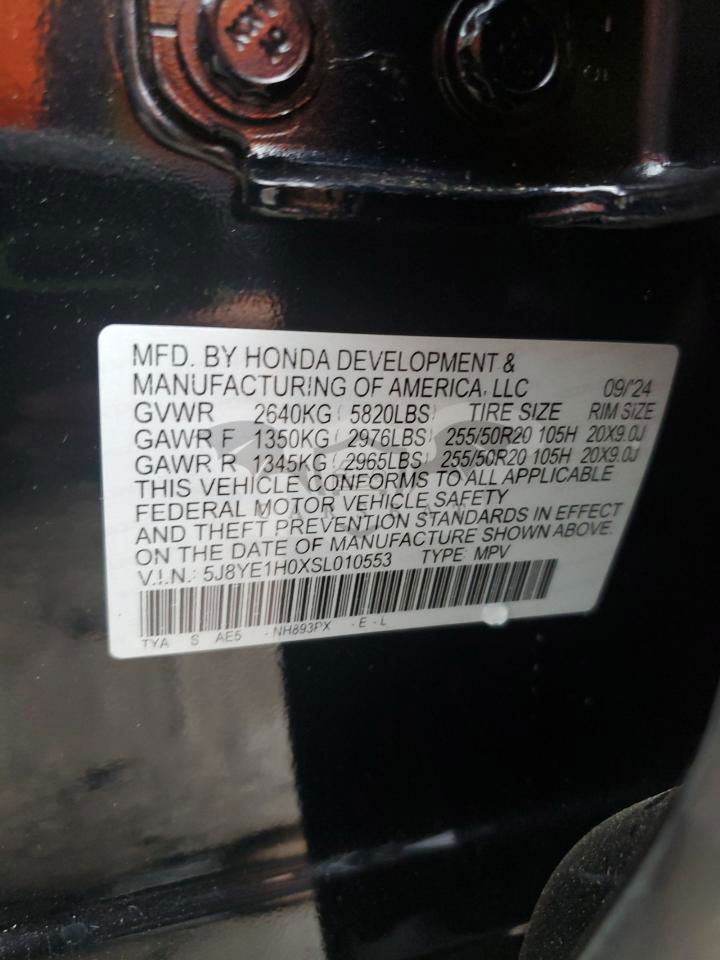 MFD. BY HONDA DEVELOPMENT &
MANUFACTURING OF AMERICA, LLC 09/'24
GVWR 2640KG ( 5820LBS) TIRE SIZE RIM SIZE
GAWR F 1350KG ( 2976LBS) 255/50R20 105H 20X9.0J
GAWR R 1345KG ( 2965LBS) 255/50R20 105H 20X9.0J
THIS VEHICLE CONFORMS TO ALL APPLICABLE
FEDERAL MOTOR VEHICLE SAFETY
AND THEFT PREVENTION STANDARDS IN EFFECT
ON THE DATE OF MANUFACTURE SHOWN ABOVE.
V.I.N.: 5J8YE1H0XSL010553 TYPE: MPV
TYA S AE5 - NH893PX - E - L